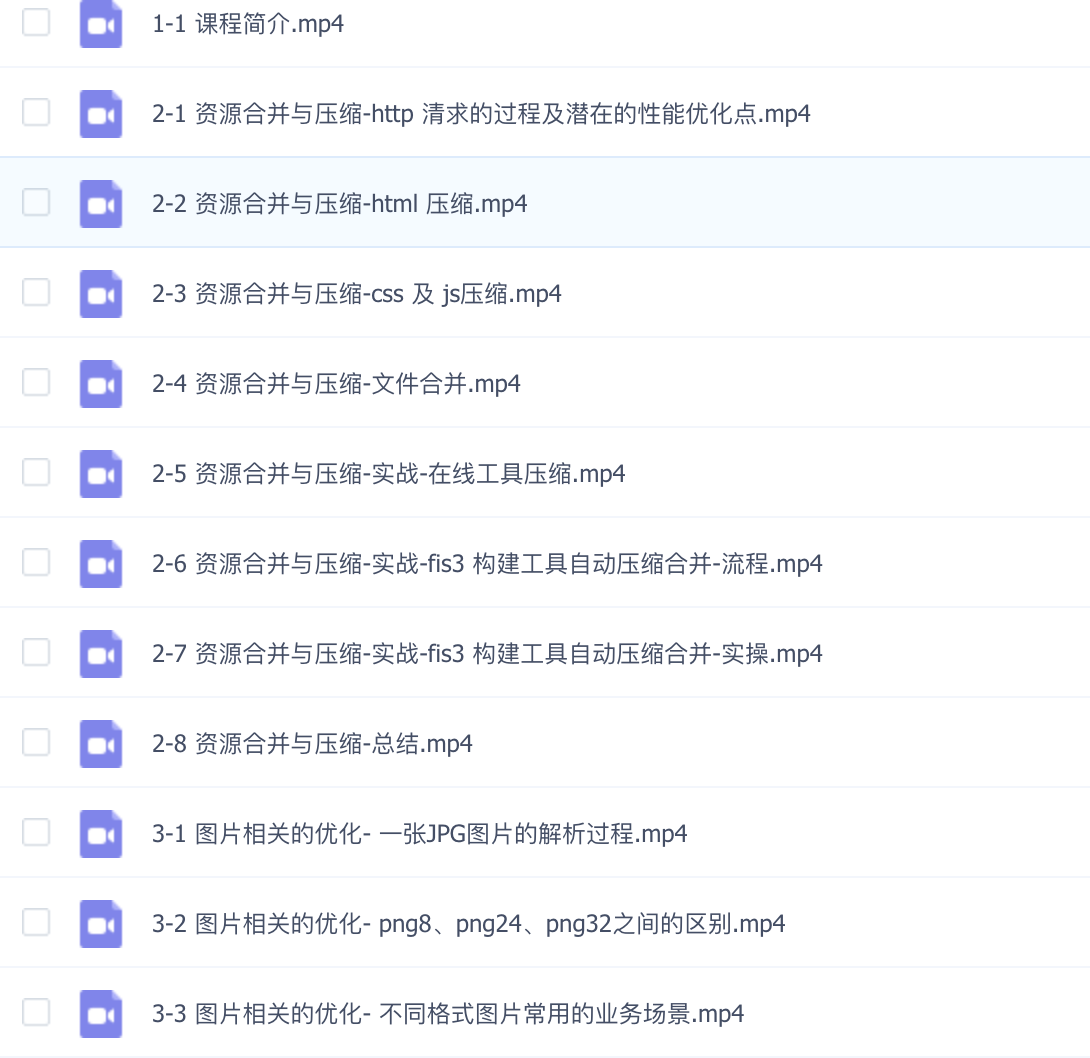 1-1 课程简介.mp4
2-1 资源合并与压缩-http 清求的过程及潜在的性能优化点.mp4
2-2 资源合并与压缩-html 压缩.mp4
2-3 资源合并与压缩-css 及 js压缩.mp4
2-4 资源合并与压缩-文件合并.mp4
2-5 资源合并与压缩-实战-在线工具压缩.mp4
2-6 资源合并与压缩-实战-fis3 构建工具自动压缩合并-流程.mp4
2-7 资源合并与压缩-实战-fis3 构建工具自动压缩合并-实操.mp4
2-8 资源合并与压缩-总结.mp4
3-1 图片相关的优化- 一张JPG图片的解析过程.mp4
3-2 图片相关的优化- png8、png24、png32之间的区别.mp4
3-3 图片相关的优化- 不同格式图片常用的业务场景.mp4